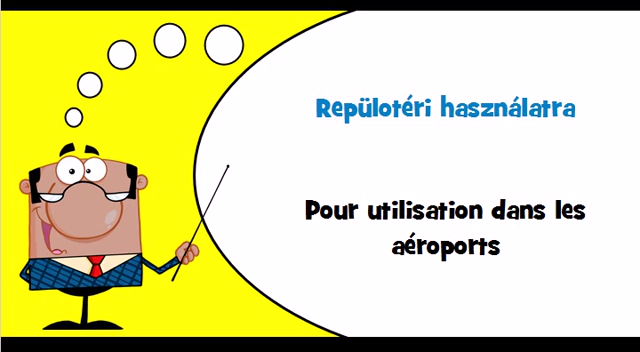 Repülotéri használatra
Pour utilisation dans les
aéroports